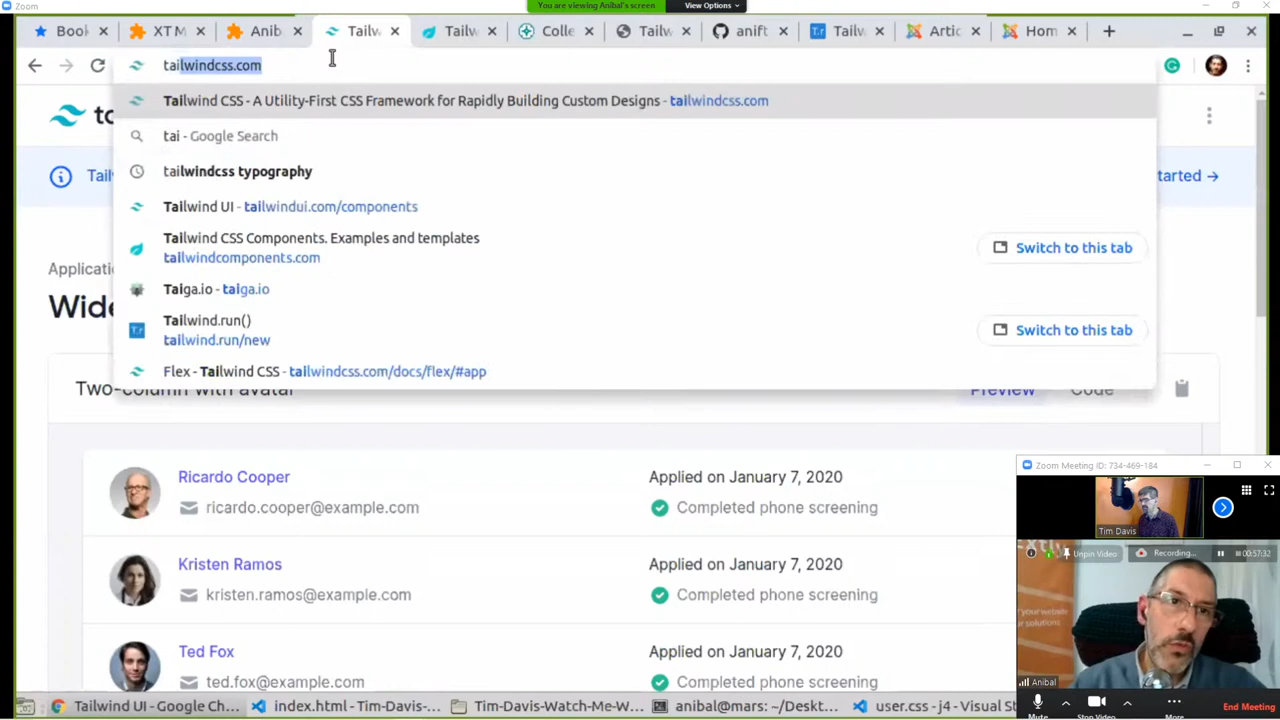 Zoom
You are viewing Anibal's screen
View Options
Book
XT M
Anib
Tailw
Tailw
Colle
Tailw
anift
Tailw
Artic
Hom
tailwindcss.com
Tailwind CSS - A Utility-First CSS Framework for Rapidly Building Custom Designs - tailwindcss.com
tai - Google Search
tailwindcss typography
Tailwind UI - tailwindui.com/components
Tailwind CSS Components. Examples and templates
tailwindcomponents.com
Switch to this tab
Taiga.io - taiga.io
Tailwind.run()
tailwind.run/new
Switch to this tab
Flex - Tailwind CSS - tailwindcss.com/docs/flex/#app
Tail
tarted →
Application
Wide
Two-column with avatar
Preview
Code
Ricardo Cooper
ricardo.cooper@example.com
Applied on January 7, 2020
Completed phone screening
Kristen Ramos
kristen.ramos@example.com
Applied on January 7, 2020
Completed phone screening
Ted Fox
ted.fox@example.com
Applied on January 7, 2020
Completed phone screening
Zoom Meeting ID: 734-469-184
Tim Davis
Unpin Video
Recording...
00:57:32
Anibal
Mute
Stop Video
More
End Meeting
Tailwind UI - Google Ch...
index.html - Tim-Davis-...
Tim-Davis-Watch-Me-W...
anibal@mars: ~/Deskt...
user.css - j4 - Visual St